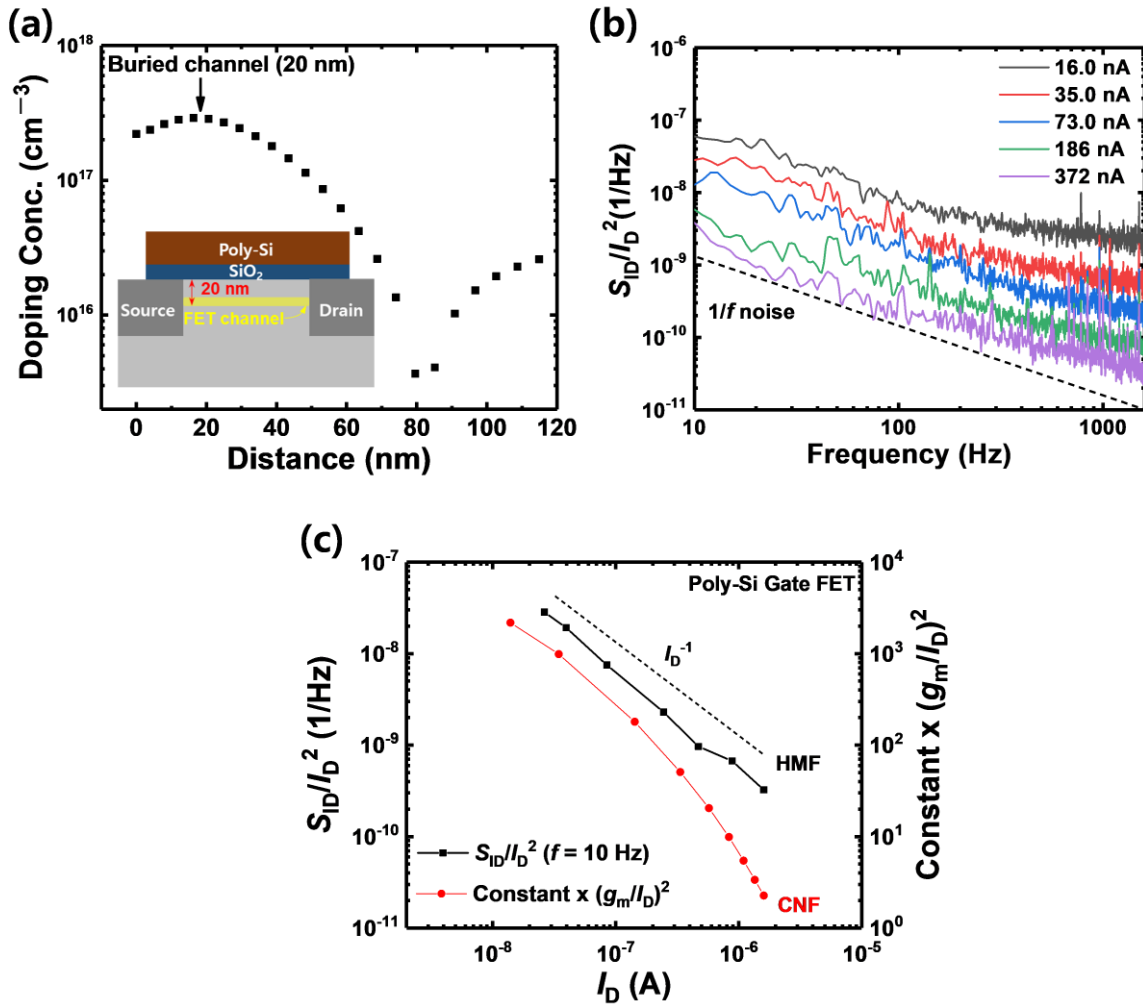 (a)
10^18
10^17
10^16
Doping Conc. (cm^−3)
Buried channel (20 nm)
Poly-Si
SiO2
20 nm
Source
Drain
FET channel
0 20 40 60 80 100 120
Distance (nm)
(b)
10^-6
10^-7
10^-8
10^-9
10^-10
10^-11
S_ID/I_D^2 (1/Hz)
16.0 nA
35.0 nA
73.0 nA
186 nA
372 nA
1/f noise
10 100 1000
Frequency (Hz)
(c)
10^-7
10^-8
10^-9
10^-10
10^-11
S_ID/I_D^2 (1/Hz)
Poly-Si Gate FET
I_D^-1
HMF
CNF
S_ID/I_D^2 (f = 10 Hz)
Constant x (g_m/I_D)^2
10^4
10^3
10^2
10^1
10^0
Constant x (g_m/I_D)^2
10^-8 10^-7 10^-6 10^-5
I_D (A)